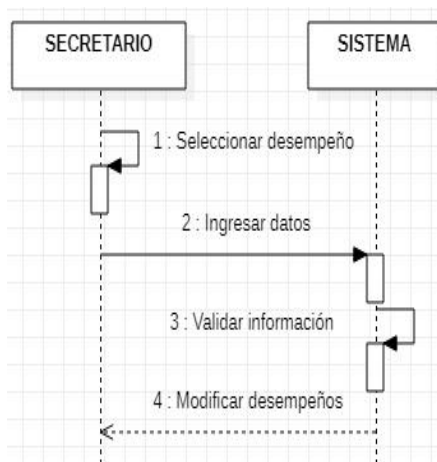 SECRETARIO
SISTEMA
1 : Seleccionar desempeño
2 : Ingresar datos
3 : Validar información
4 : Modificar desempeños